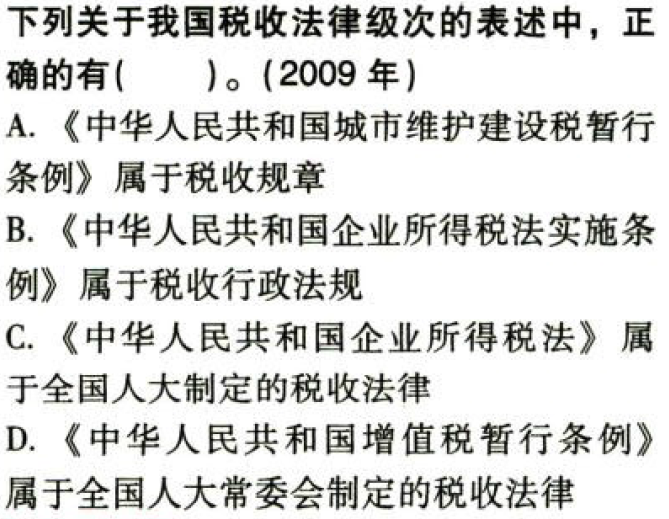 下列关于我国税收法律级次的表述中，正
确的有(　　)。(2009 年)
A. 《中华人民共和国城市维护建设税暂行
条例》属于税收规章
B. 《中华人民共和国企业所得税法实施条
例》属于税收行政法规
C. 《中华人民共和国企业所得税法》属
于全国人大制定的税收法律
D. 《中华人民共和国增值税暂行条例》
属于全国人大常委会制定的税收法律